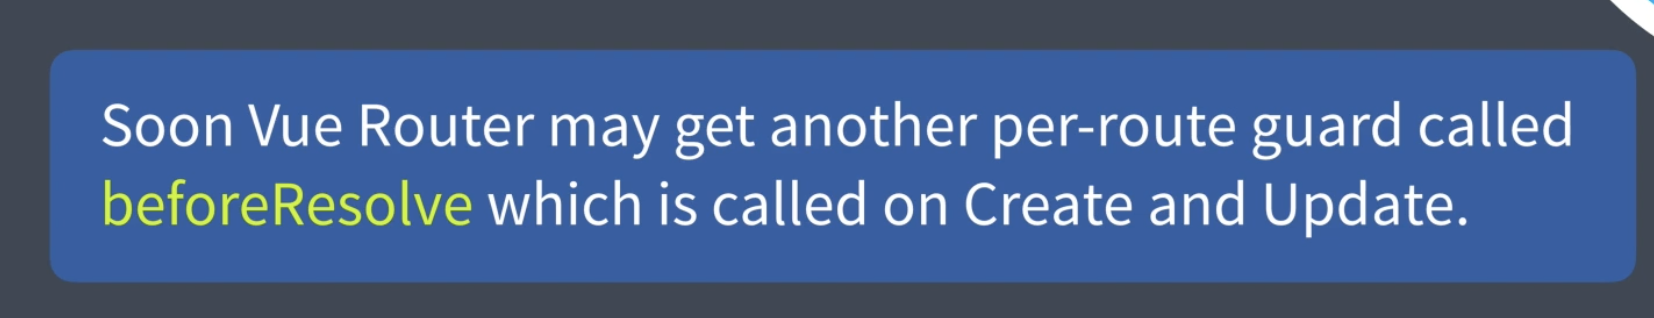 Soon Vue Router may get another per-route guard called
beforeResolve which is called on Create and Update.